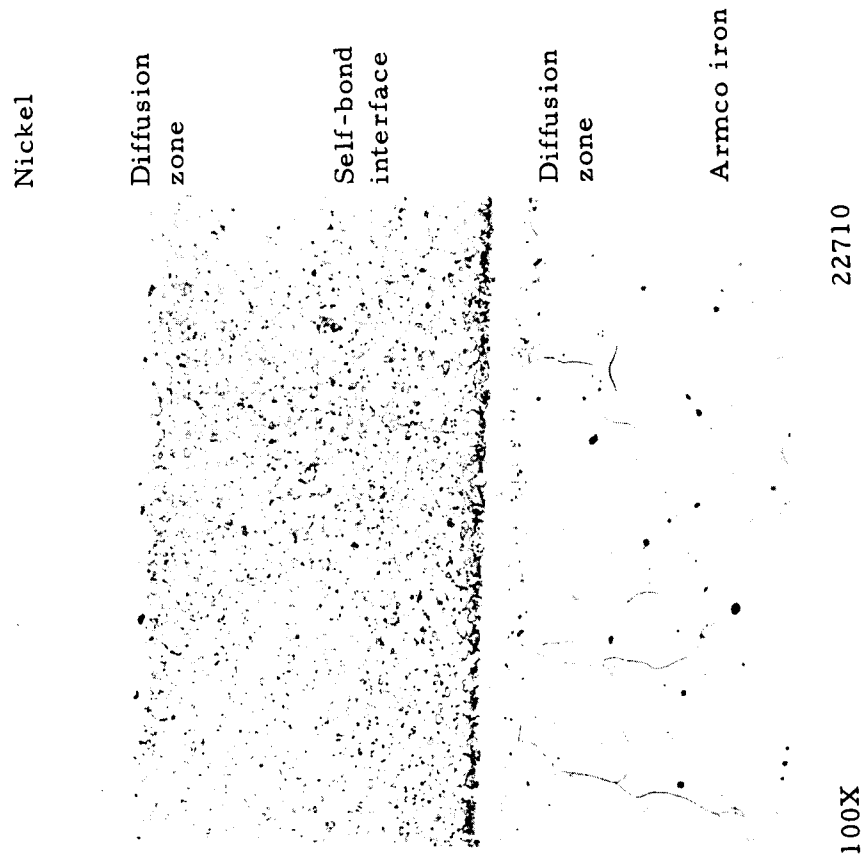 Nickel
Diffusion
zone
Self-bond
interface
Diffusion
zone
Armco iron
100X
22710